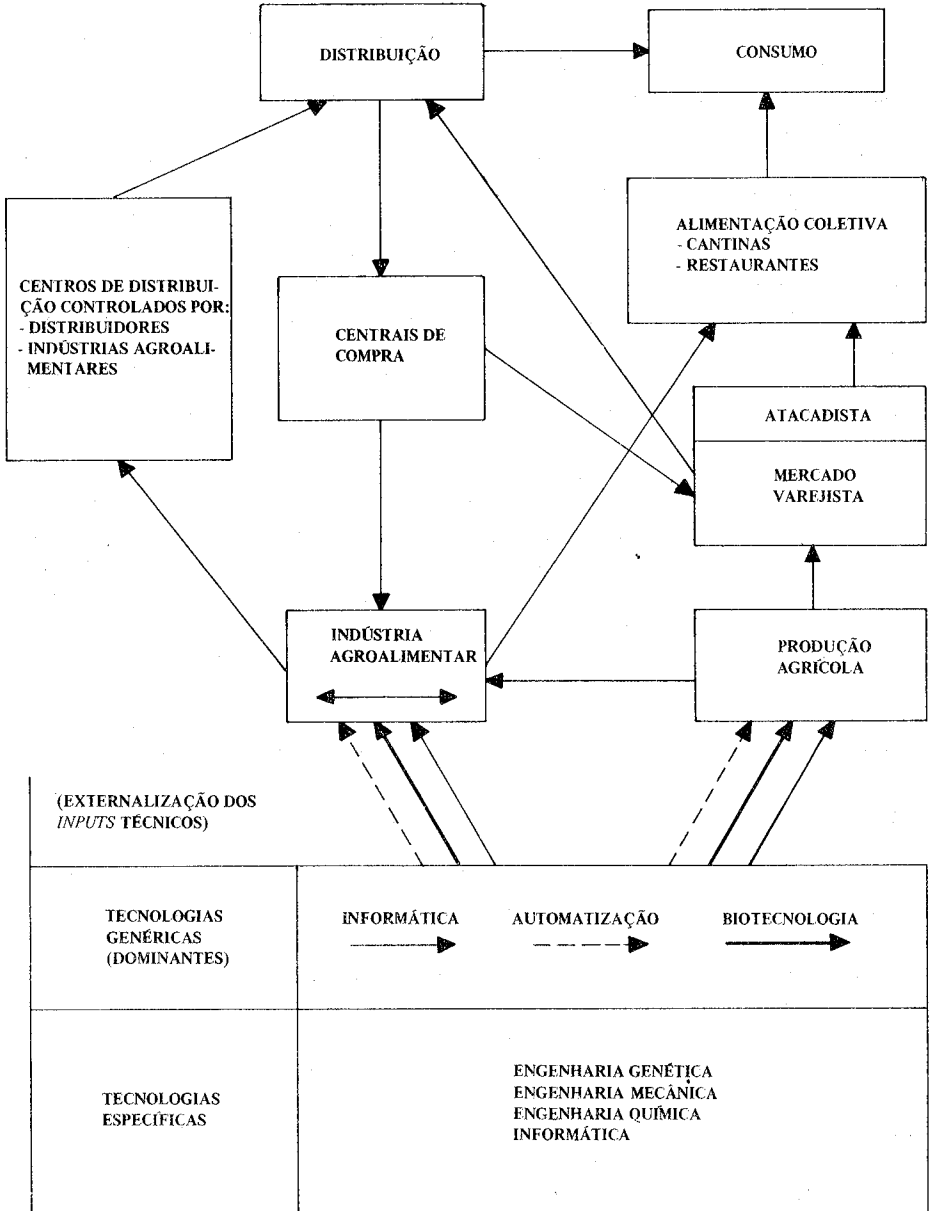 DISTRIBUIÇÃO
CONSUMO
ALIMENTAÇÃO COLETIVA
- CANTINAS
- RESTAURANTES
CENTROS DE DISTRIBUI-
ÇÃO CONTROLADOS POR:
- DISTRIBUIDORES
- INDÚSTRIAS AGROALI-
MENTARES
CENTRAIS DE
COMPRA
ATACADISTA
MERCADO
VAREJISTA
INDÚSTRIA
AGROALIMENTAR
PRODUÇÃO
AGRÍCOLA
(EXTERNALIZAÇÃO DOS
INPUTS TÉCNICOS)
TECNOLOGIAS
GENÉRICAS
(DOMINANTES)
INFORMÁTICA
AUTOMATIZAÇÃO
BIOTECNOLOGIA
TECNOLOGIAS
ESPECÍFICAS
ENGENHARIA GENÉTICA
ENGENHARIA MECÂNICA
ENGENHARIA QUÍMICA
INFORMÁTICA